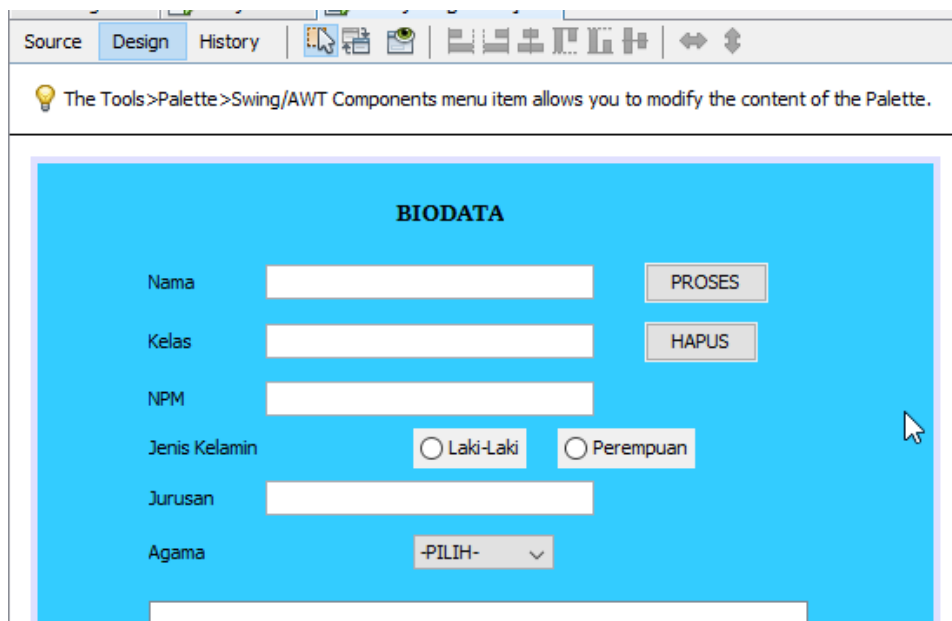 Source Design History
The Tools>Palette>Swing/AWT Components menu item allows you to modify the content of the Palette.
BIODATA
Nama PROSES
Kelas HAPUS
NPM
Jenis Kelamin Laki-Laki Perempuan
Jurusan
Agama -PILIH-